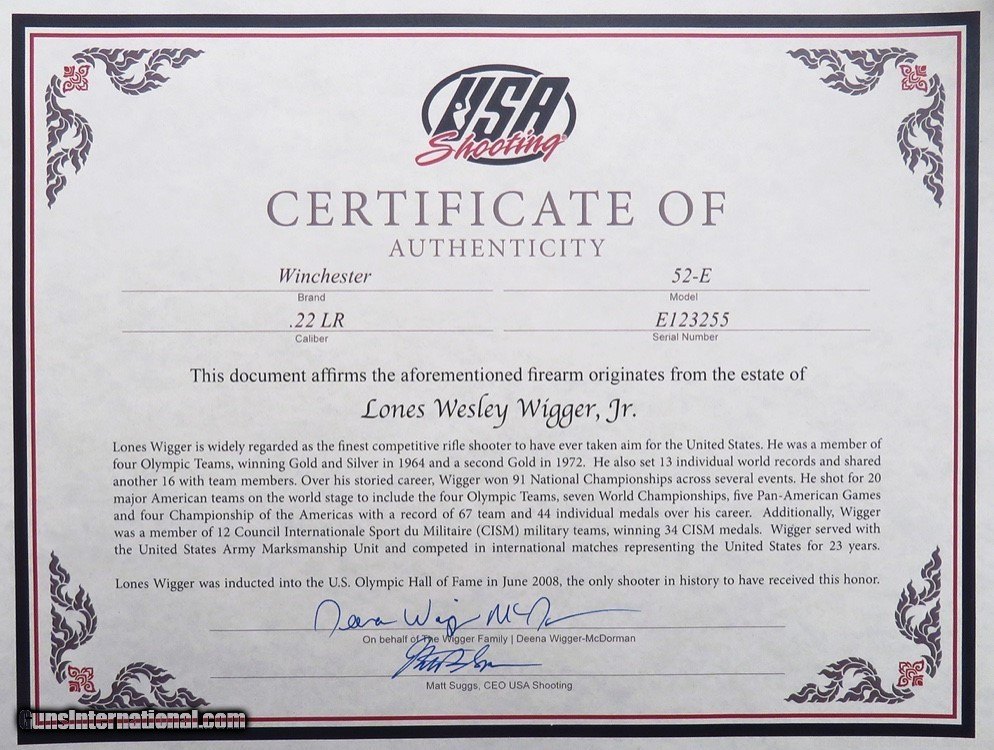 USA
Shooting
CERTIFICATE OF
AUTHENTICITY
Winchester 52-E
Brand Model
.22 LR E123255
Caliber Serial Number
This document affirms the aforementioned firearm originates from the estate of
Lones Wesley Wigger, Jr.
Lones Wigger is widely regarded as the finest competitive rifle shooter to have ever taken aim for the United States. He was a member of
four Olympic Teams, winning Gold and Silver in 1964 and a second Gold in 1972. He also set 13 individual world records and shared
another 16 with team members. Over his storied career, Wigger won 91 National Championships across several events. He shot for 20
major American teams on the world stage to include the four Olympic Teams, seven World Championships, five Pan-American Games
and four Championship of the Americas with a record of 67 team and 44 individual medals over his career. Additionally, Wigger
was a member of 12 Council Internationale Sport du Militaire (CISM) military teams, winning 34 CISM medals. Wigger served with
the United States Army Marksmanship Unit and competed in international matches representing the United States for 23 years.
Lones Wigger was inducted into the U.S. Olympic Hall of Fame in June 2008, the only shooter in history to have received this honor.
Deena Wigger McD
On behalf of The Wigger Family | Deena Wigger-McDorman
Matt Suggs, CEO USA Shooting
GunsInternational.com